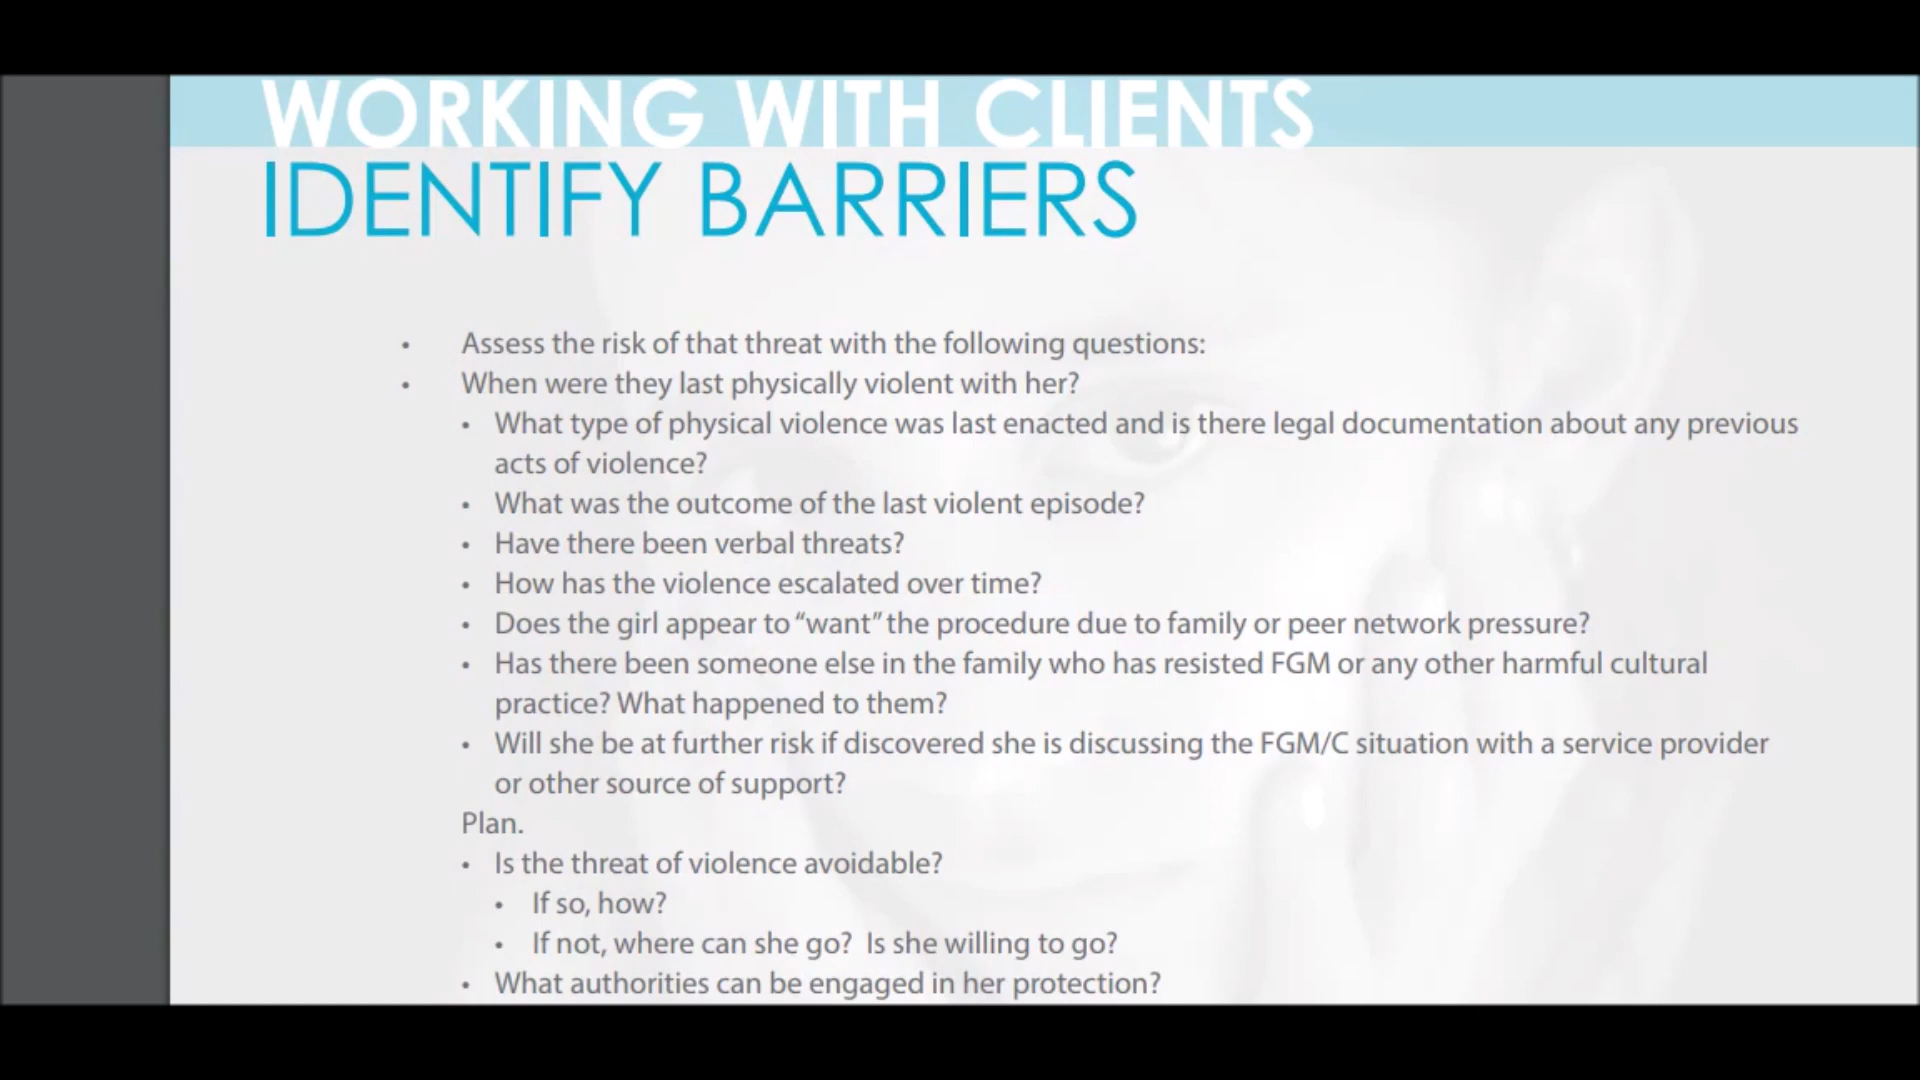 WORKING WITH CLIENTS
IDENTIFY BARRIERS
• Assess the risk of that threat with the following questions:
• When were they last physically violent with her?
• What type of physical violence was last enacted and is there legal documentation about any previous
acts of violence?
• What was the outcome of the last violent episode?
• Have there been verbal threats?
• How has the violence escalated over time?
• Does the girl appear to “want” the procedure due to family or peer network pressure?
• Has there been someone else in the family who has resisted FGM or any other harmful cultural
practice? What happened to them?
• Will she be at further risk if discovered she is discussing the FGM/C situation with a service provider
or other source of support?
Plan.
• Is the threat of violence avoidable?
• If so, how?
• If not, where can she go? Is she willing to go?
• What authorities can be engaged in her protection?